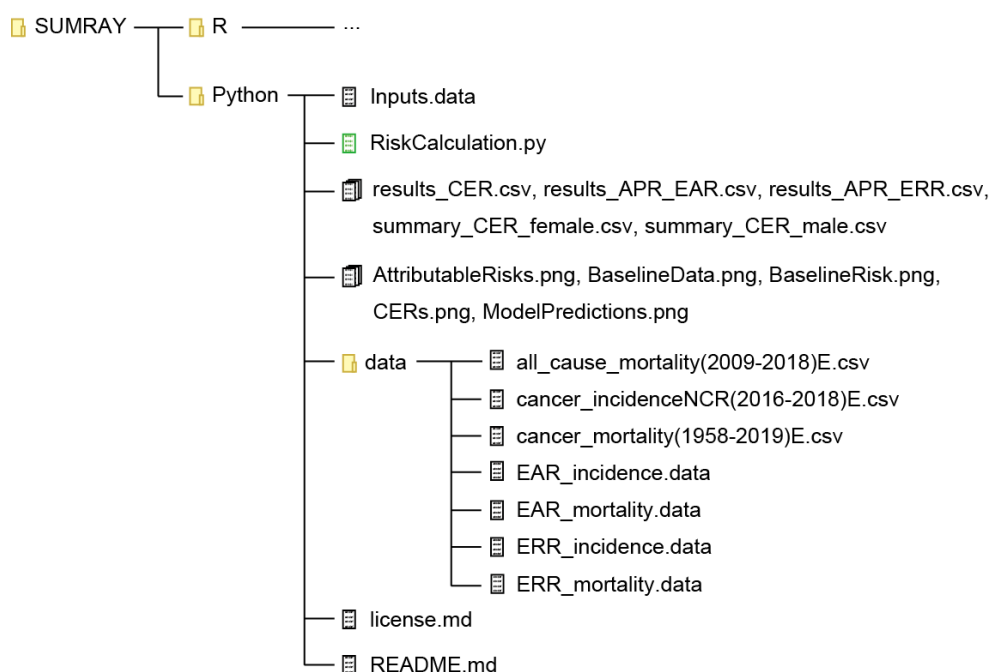 SUMRAY R ...
Python Inputs.data
RiskCalculation.py
results_CER.csv, results_APR_EAR.csv, results_APR_ERR.csv,
summary_CER_female.csv, summary_CER_male.csv
AttributableRisks.png, BaselineData.png, BaselineRisk.png,
CERs.png, ModelPredictions.png
data all_cause_mortality(2009-2018)E.csv
cancer_incidenceNCR(2016-2018)E.csv
cancer_mortality(1958-2019)E.csv
EAR_incidence.data
EAR_mortality.data
ERR_incidence.data
ERR_mortality.data
license.md
README.md